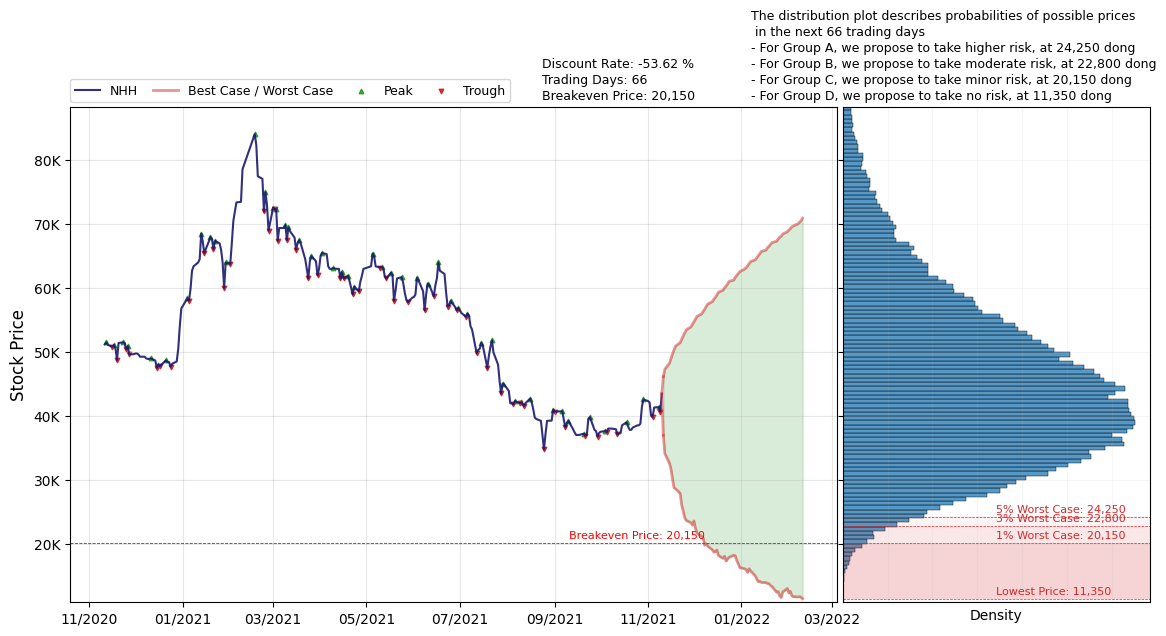 The distribution plot describes probabilities of possible prices
in the next 66 trading days
- For Group A, we propose to take higher risk, at 24,250 dong
- For Group B, we propose to take moderate risk, at 22,800 dong
- For Group C, we propose to take minor risk, at 20,150 dong
- For Group D, we propose to take no risk, at 11,350 dong
Discount Rate: -53.62 %
Trading Days: 66
Breakeven Price: 20,150
NHH
Best Case / Worst Case
Peak
Trough
Stock Price
80K
70K
60K
50K
40K
30K
20K
Breakeven Price: 20,150
11/2020
01/2021
03/2021
05/2021
07/2021
09/2021
11/2021
01/2022
03/2022
5% Worst Case: 24,250
3% Worst Case: 22,800
1% Worst Case: 20,150
Lowest Price: 11,350
Density